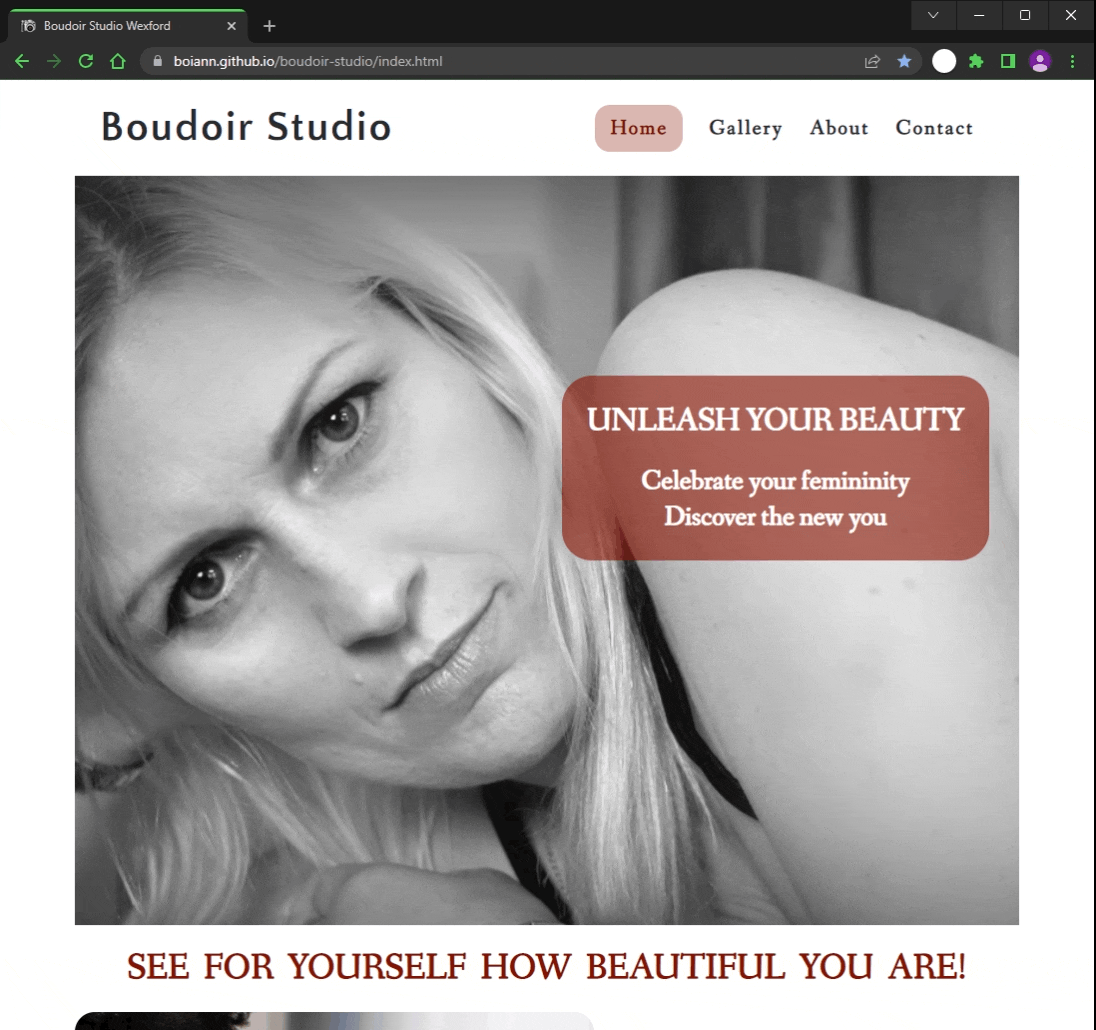 Boudoir Studio Wexford
boiann.github.io/boudoir-studio/index.html
Boudoir Studio
Home Gallery About Contact
UNLEASH YOUR BEAUTY
Celebrate your femininity
Discover the new you
SEE FOR YOURSELF HOW BEAUTIFUL YOU ARE!